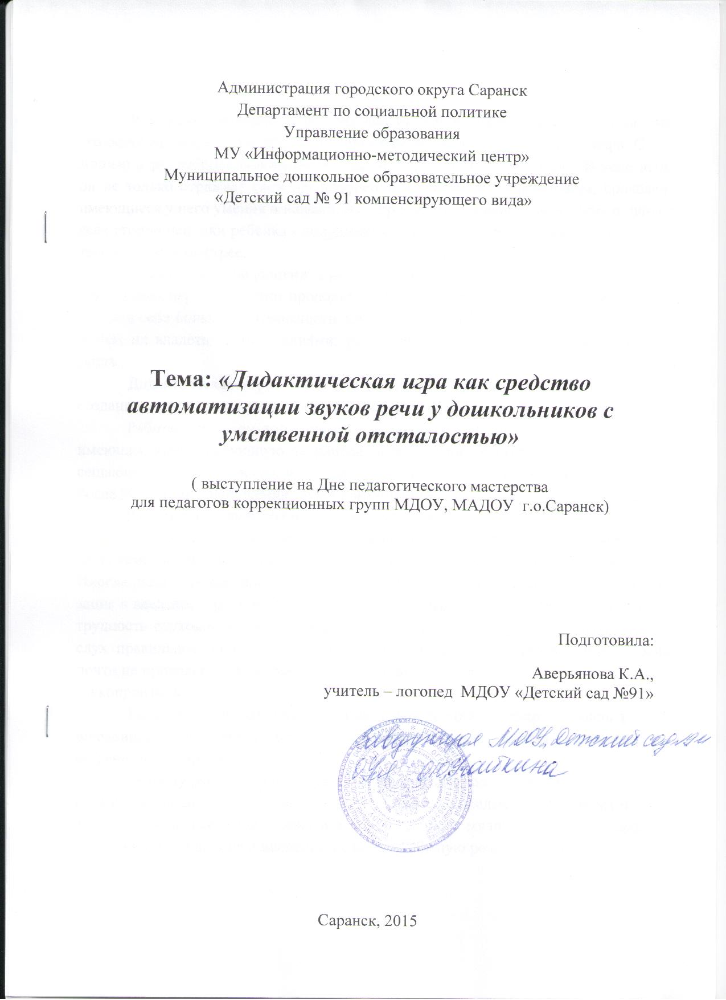 Администрация городского округа Саранск
Департамент по социальной политике
Управление образования
МУ «Информационно-методический центр»
Муниципальное дошкольное образовательное учреждение
«Детский сад № 91 компенсирующего вида»
Тема: «Дидактическая игра как средство
автоматизации звуков речи у дошкольников с
умственной отсталостью»
( выступление на Дне педагогического мастерства
для педагогов коррекционных групп МДОУ, МАДОУ г.о.Саранск)
Подготовила:
Аверьянова К.А.,
учитель – логопед МДОУ «Детский сад №91»
Заведующая МДОУ „Детский сад №91
Саранск, 2015